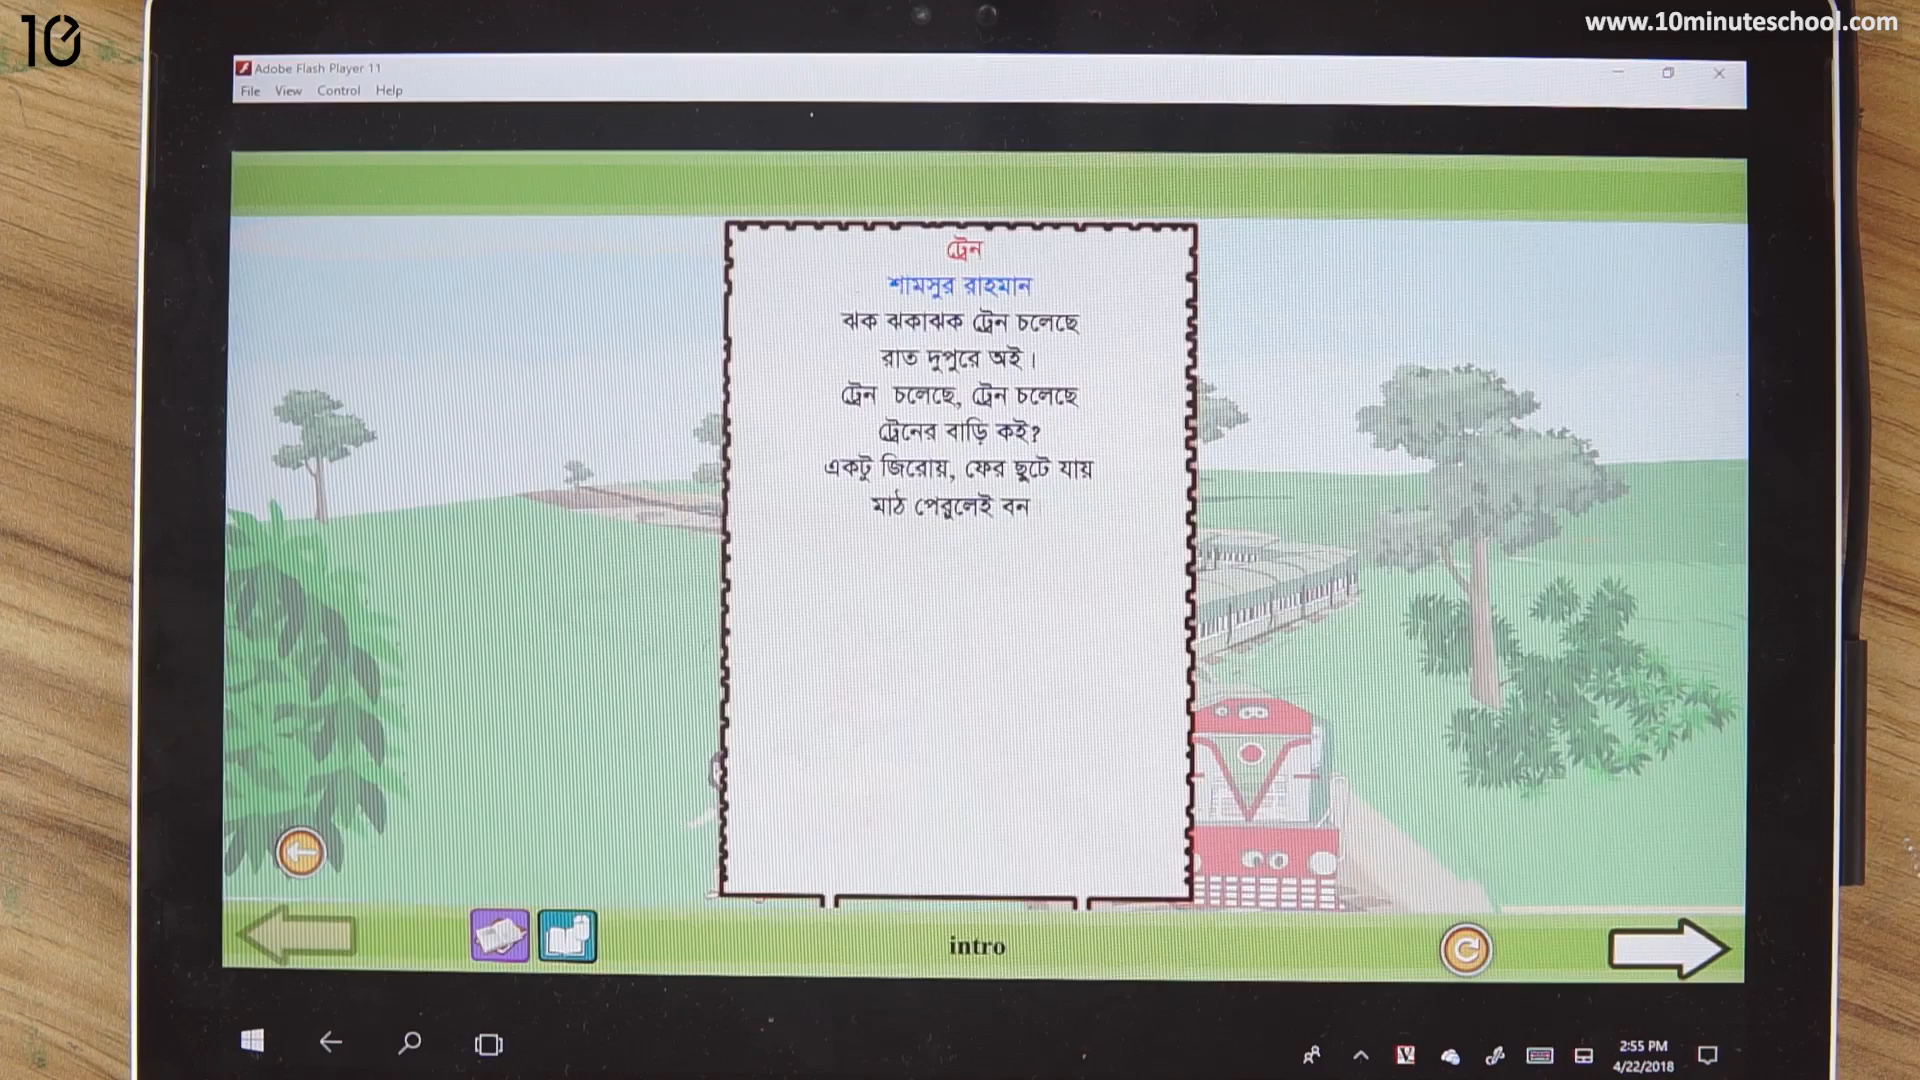 10
www.10minuteschool.com
Adobe Flash Player 11
File View Control Help
ট্রেন
শামসুর রাহমান
ঝক ঝকাঝক ট্রেন চলেছে
রাত দুপুরে অই।
ট্রেন চলেছে, ট্রেন চলেছে
ট্রেনের বাড়ি কই?
একটু জিরোয়, ফের ছুটে যায়
মাঠ পেরুলেই বন
intro
2:55 PM
4/22/2018